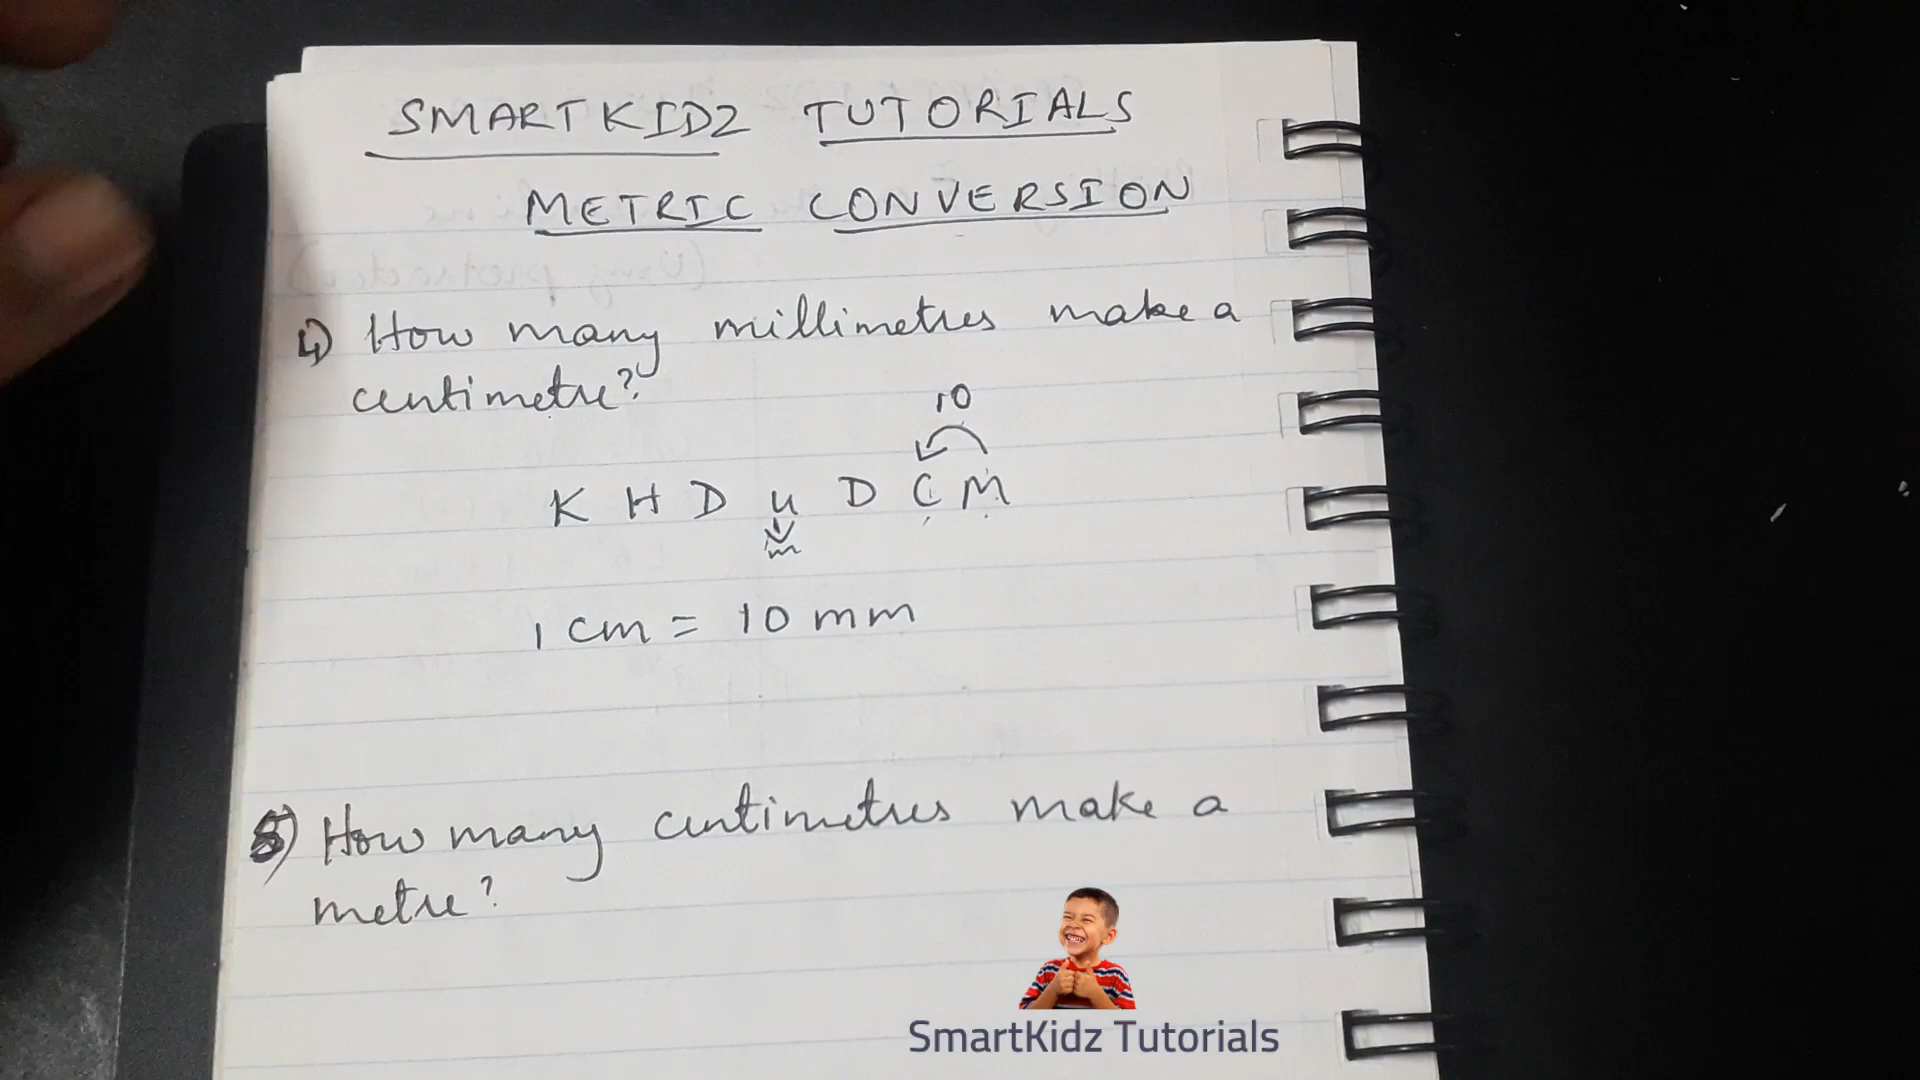 SMARTKIDZ TUTORIALS
METRIC CONVERSION
4) How many millimetres make a
centimetre?
10
K H D u D C M
m
1 cm = 10 mm
5) How many centimetres make a
metre?
SmartKidz Tutorials